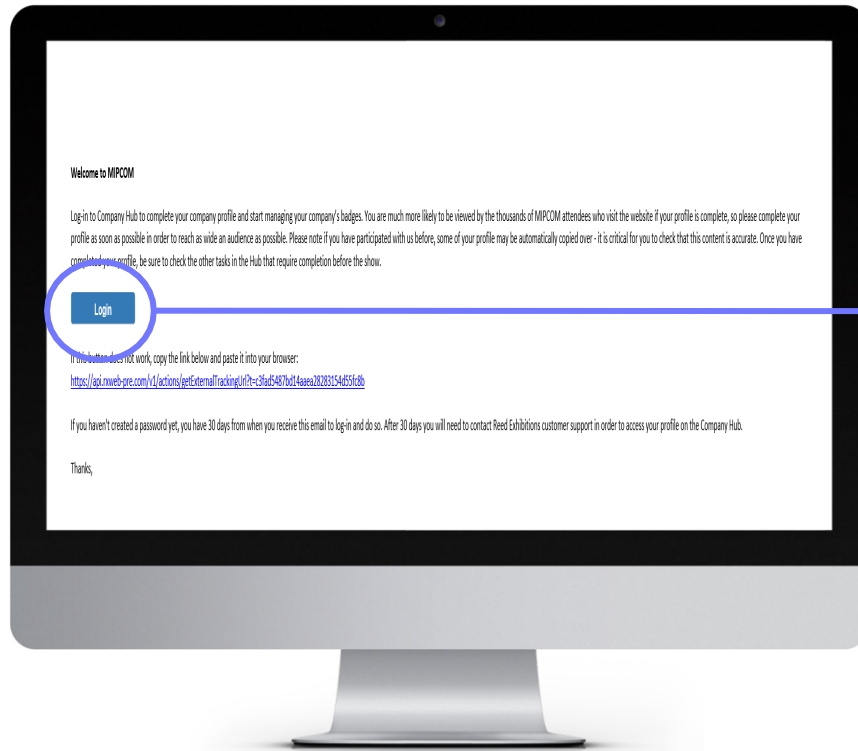 Welcome to MIPCOM
Log-in to Company Hub to complete your company profile and start managing your company's badges. You are much more likely to be viewed by the thousands of MIPCOM attendees who visit the website if your profile is complete, so please complete your
profile as soon as possible in order to reach as wide an audience as possible. Please note if you have participated with us before, some of your profile may be automatically copied over - it is critical for you to check that this content is accurate. Once you have
completed your profile, be sure to check the other tasks in the Hub that require completion before the show.
Login
If this button does not work, copy the link below and paste it into your browser:
https://api.rxweb-pre.com/v1/actions/getExternalTrackingUrl?t=c3fad5487bd14aaea28283154d55fc8b
If you haven't created a password yet, you have 30 days from when you receive this email to log-in and do so. After 30 days you will need to contact Reed Exhibitions customer support in order to access your profile on the Company Hub.
Thanks,